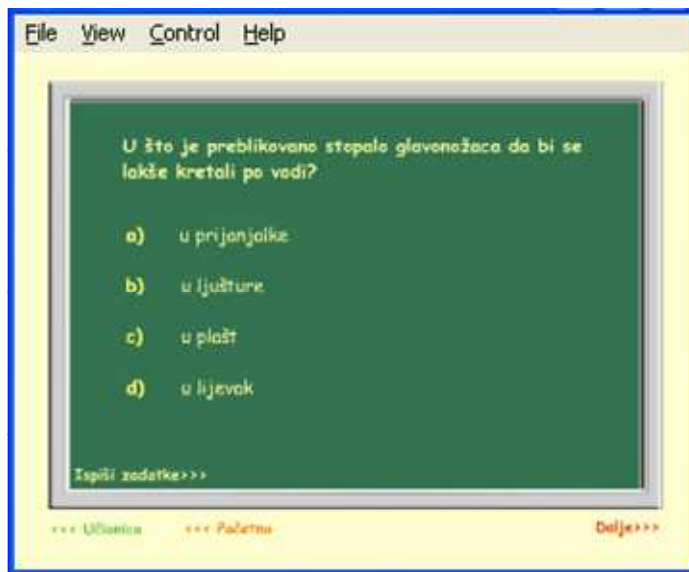 File View Control Help
U što je preblikovano stopalo glavonožaca da bi se
lakše kretali po vodi?
a) u prijanjalke
b) u ljušture
c) u plašt
d) u lijevak
Ispiši zadatke>>>
<<< Učionica <<< Početna Dalje>>>